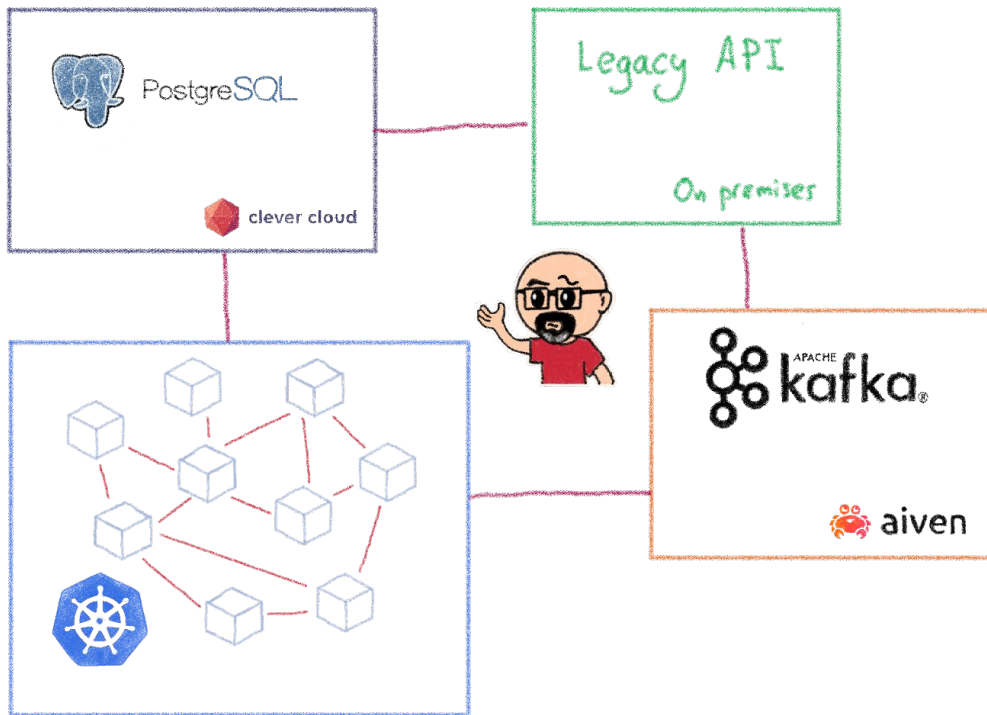 PostgreSQL
clever cloud
Legacy API
On premises
APACHE
kafka®
aiven